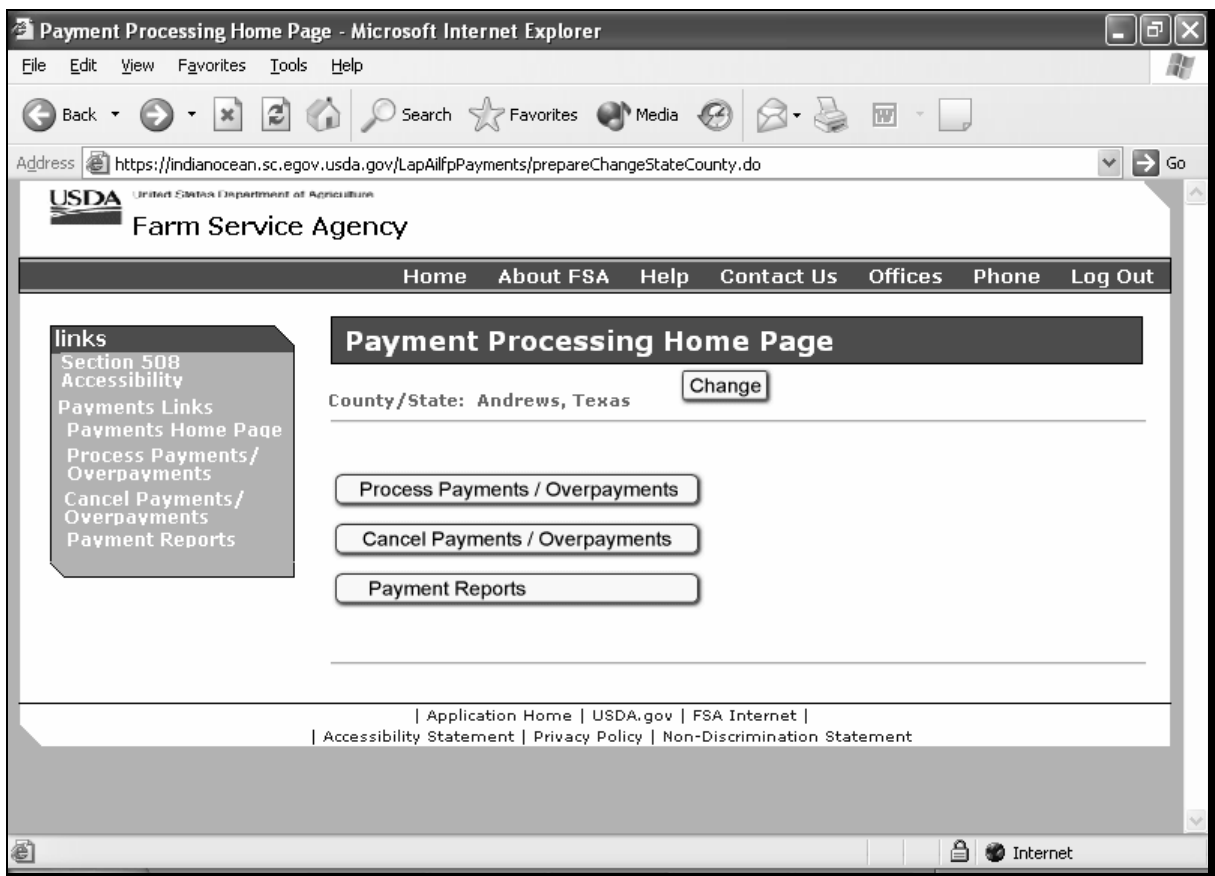 Payment Processing Home Page - Microsoft Internet Explorer
File Edit View Favorites Tools Help
Back Search Favorites Media
Address https://indianocean.sc.egov.usda.gov/LapAilfpPayments/prepareChangeStateCounty.do Go
USDA United States Department of Agriculture
Farm Service Agency
Home About FSA Help Contact Us Offices Phone Log Out
links
Section 508
Accessibility
Payments Links
Payments Home Page
Process Payments/
Overpayments
Cancel Payments/
Overpayments
Payment Reports
Payment Processing Home Page
County/State: Andrews, Texas Change
Process Payments / Overpayments
Cancel Payments / Overpayments
Payment Reports
| Application Home | USDA.gov | FSA Internet |
| Accessibility Statement | Privacy Policy | Non-Discrimination Statement
Internet